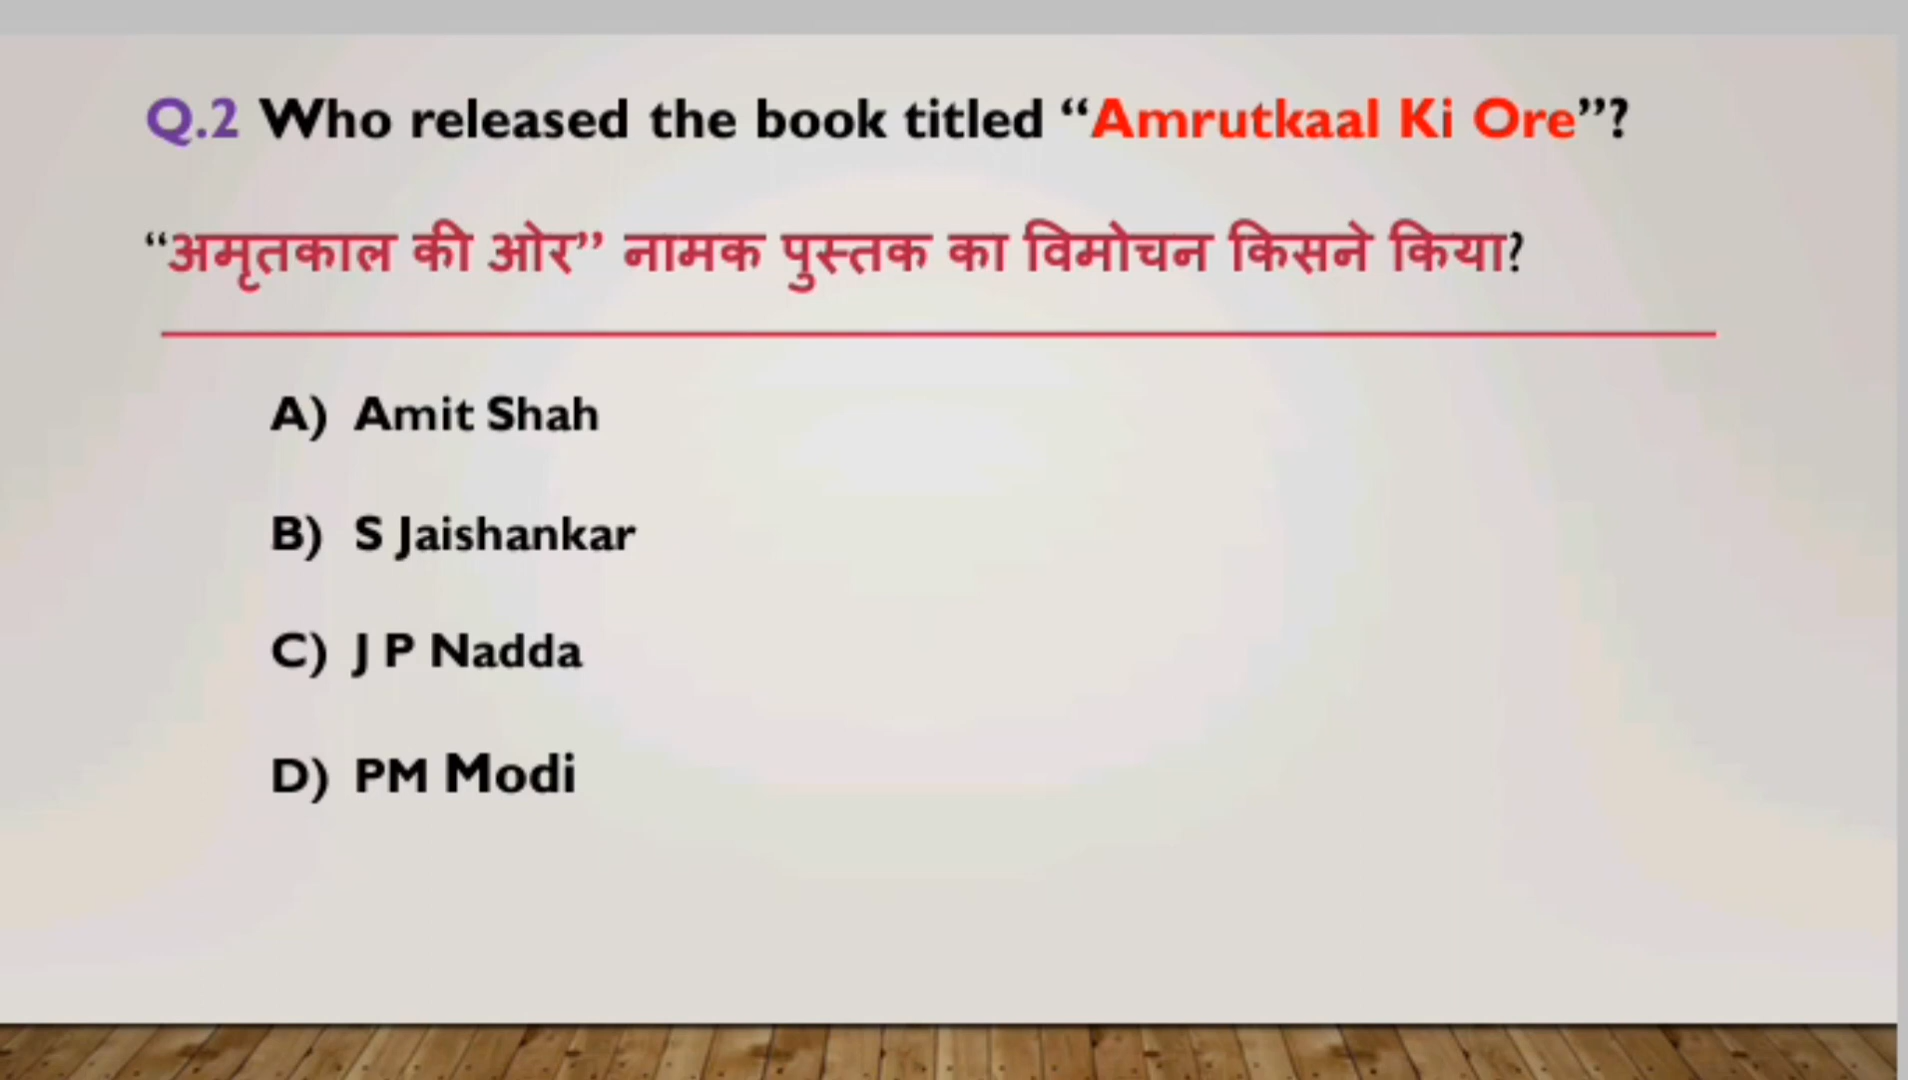 Q.2 Who released the book titled “Amrutkaal Ki Ore”?
“अमृतकाल की ओर” नामक पुस्तक का विमोचन किसने किया?
A) Amit Shah
B) S Jaishankar
C) J P Nadda
D) PM Modi